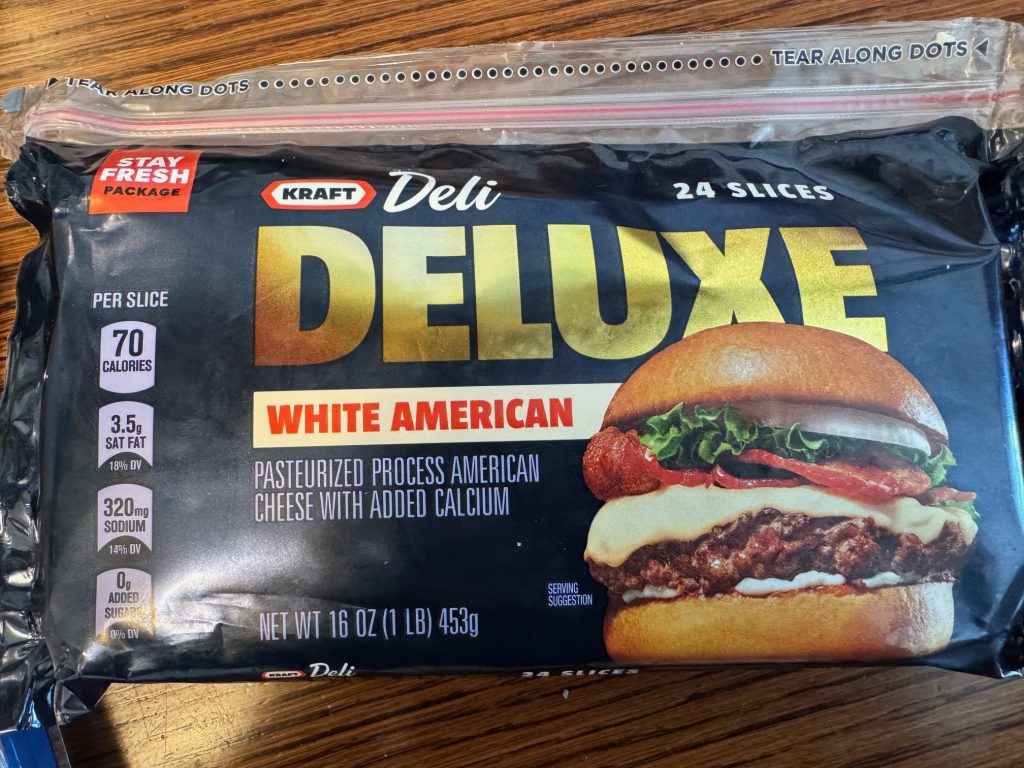 TEAR ALONG DOTS
TEAR ALONG DOTS
STAY
FRESH
PACKAGE
KRAFT Deli
24 SLICES
DELUXE
WHITE AMERICAN
PASTEURIZED PROCESS AMERICAN
CHEESE WITH ADDED CALCIUM
PER SLICE
70
CALORIES
3.5g
SAT FAT
18% DV
320mg
SODIUM
14% DV
0g
ADDED
SUGARS
0% DV
SERVING
SUGGESTION
NET WT 16 OZ (1 LB) 453g
KRAFT Deli
24 SLICES